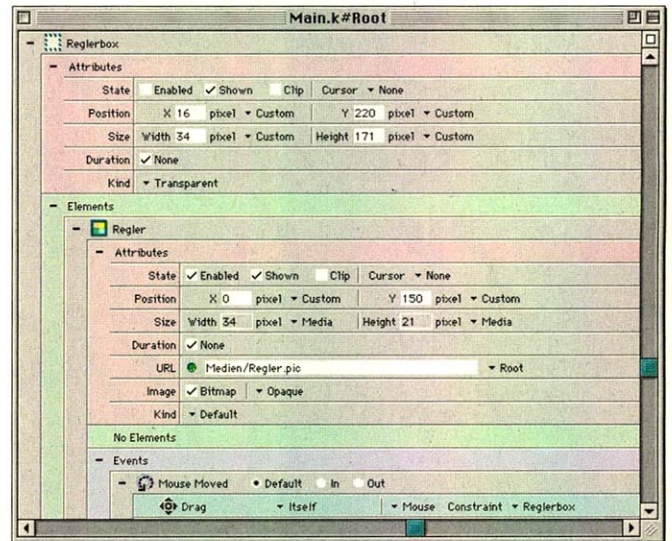 Main.k#Root
Reglerbox
Attributes
State Enabled Shown Clip Cursor None
Position X 16 pixel Custom Y 220 pixel Custom
Size Width 34 pixel Custom Height 171 pixel Custom
Duration None
Kind Transparent
Elements
Regler
Attributes
State Enabled Shown Clip Cursor None
Position X 0 pixel Custom Y 150 pixel Custom
Size Width 34 pixel Media Height 21 pixel Media
Duration None
URL Medien/Regler.pic Root
Image Bitmap Opaque
Kind Default
No Elements
Events
Mouse Moved Default In Out
Drag Itself Mouse Constraint Reglerbox